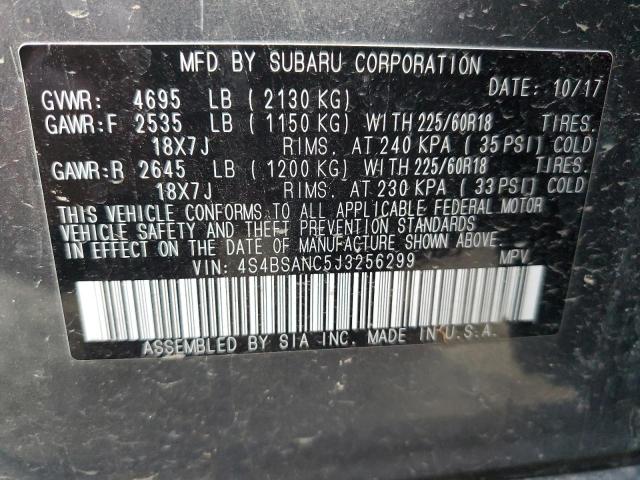 MFD BY SUBARU CORPORATION
DATE: 10/17
GVWR: 4695 LB ( 2130 KG)
GAWR:F 2535 LB ( 1150 KG) WITH 225/60R18 TIRES.
18X7J RIMS. AT 240 KPA ( 35 PSI) COLD
GAWR:R 2645 LB ( 1200 KG) WITH 225/60R18 TIRES.
18X7J RIMS. AT 230 KPA ( 33 PSI) COLD
THIS VEHICLE CONFORMS TO ALL APPLICABLE FEDERAL MOTOR
VEHICLE SAFETY AND THEFT PREVENTION STANDARDS
IN EFFECT ON THE DATE OF MANUFACTURE SHOWN ABOVE.
VIN: 4S4BSANC5J3256299 MPV
ASSEMBLED BY SIA INC. MADE IN U.S.A.